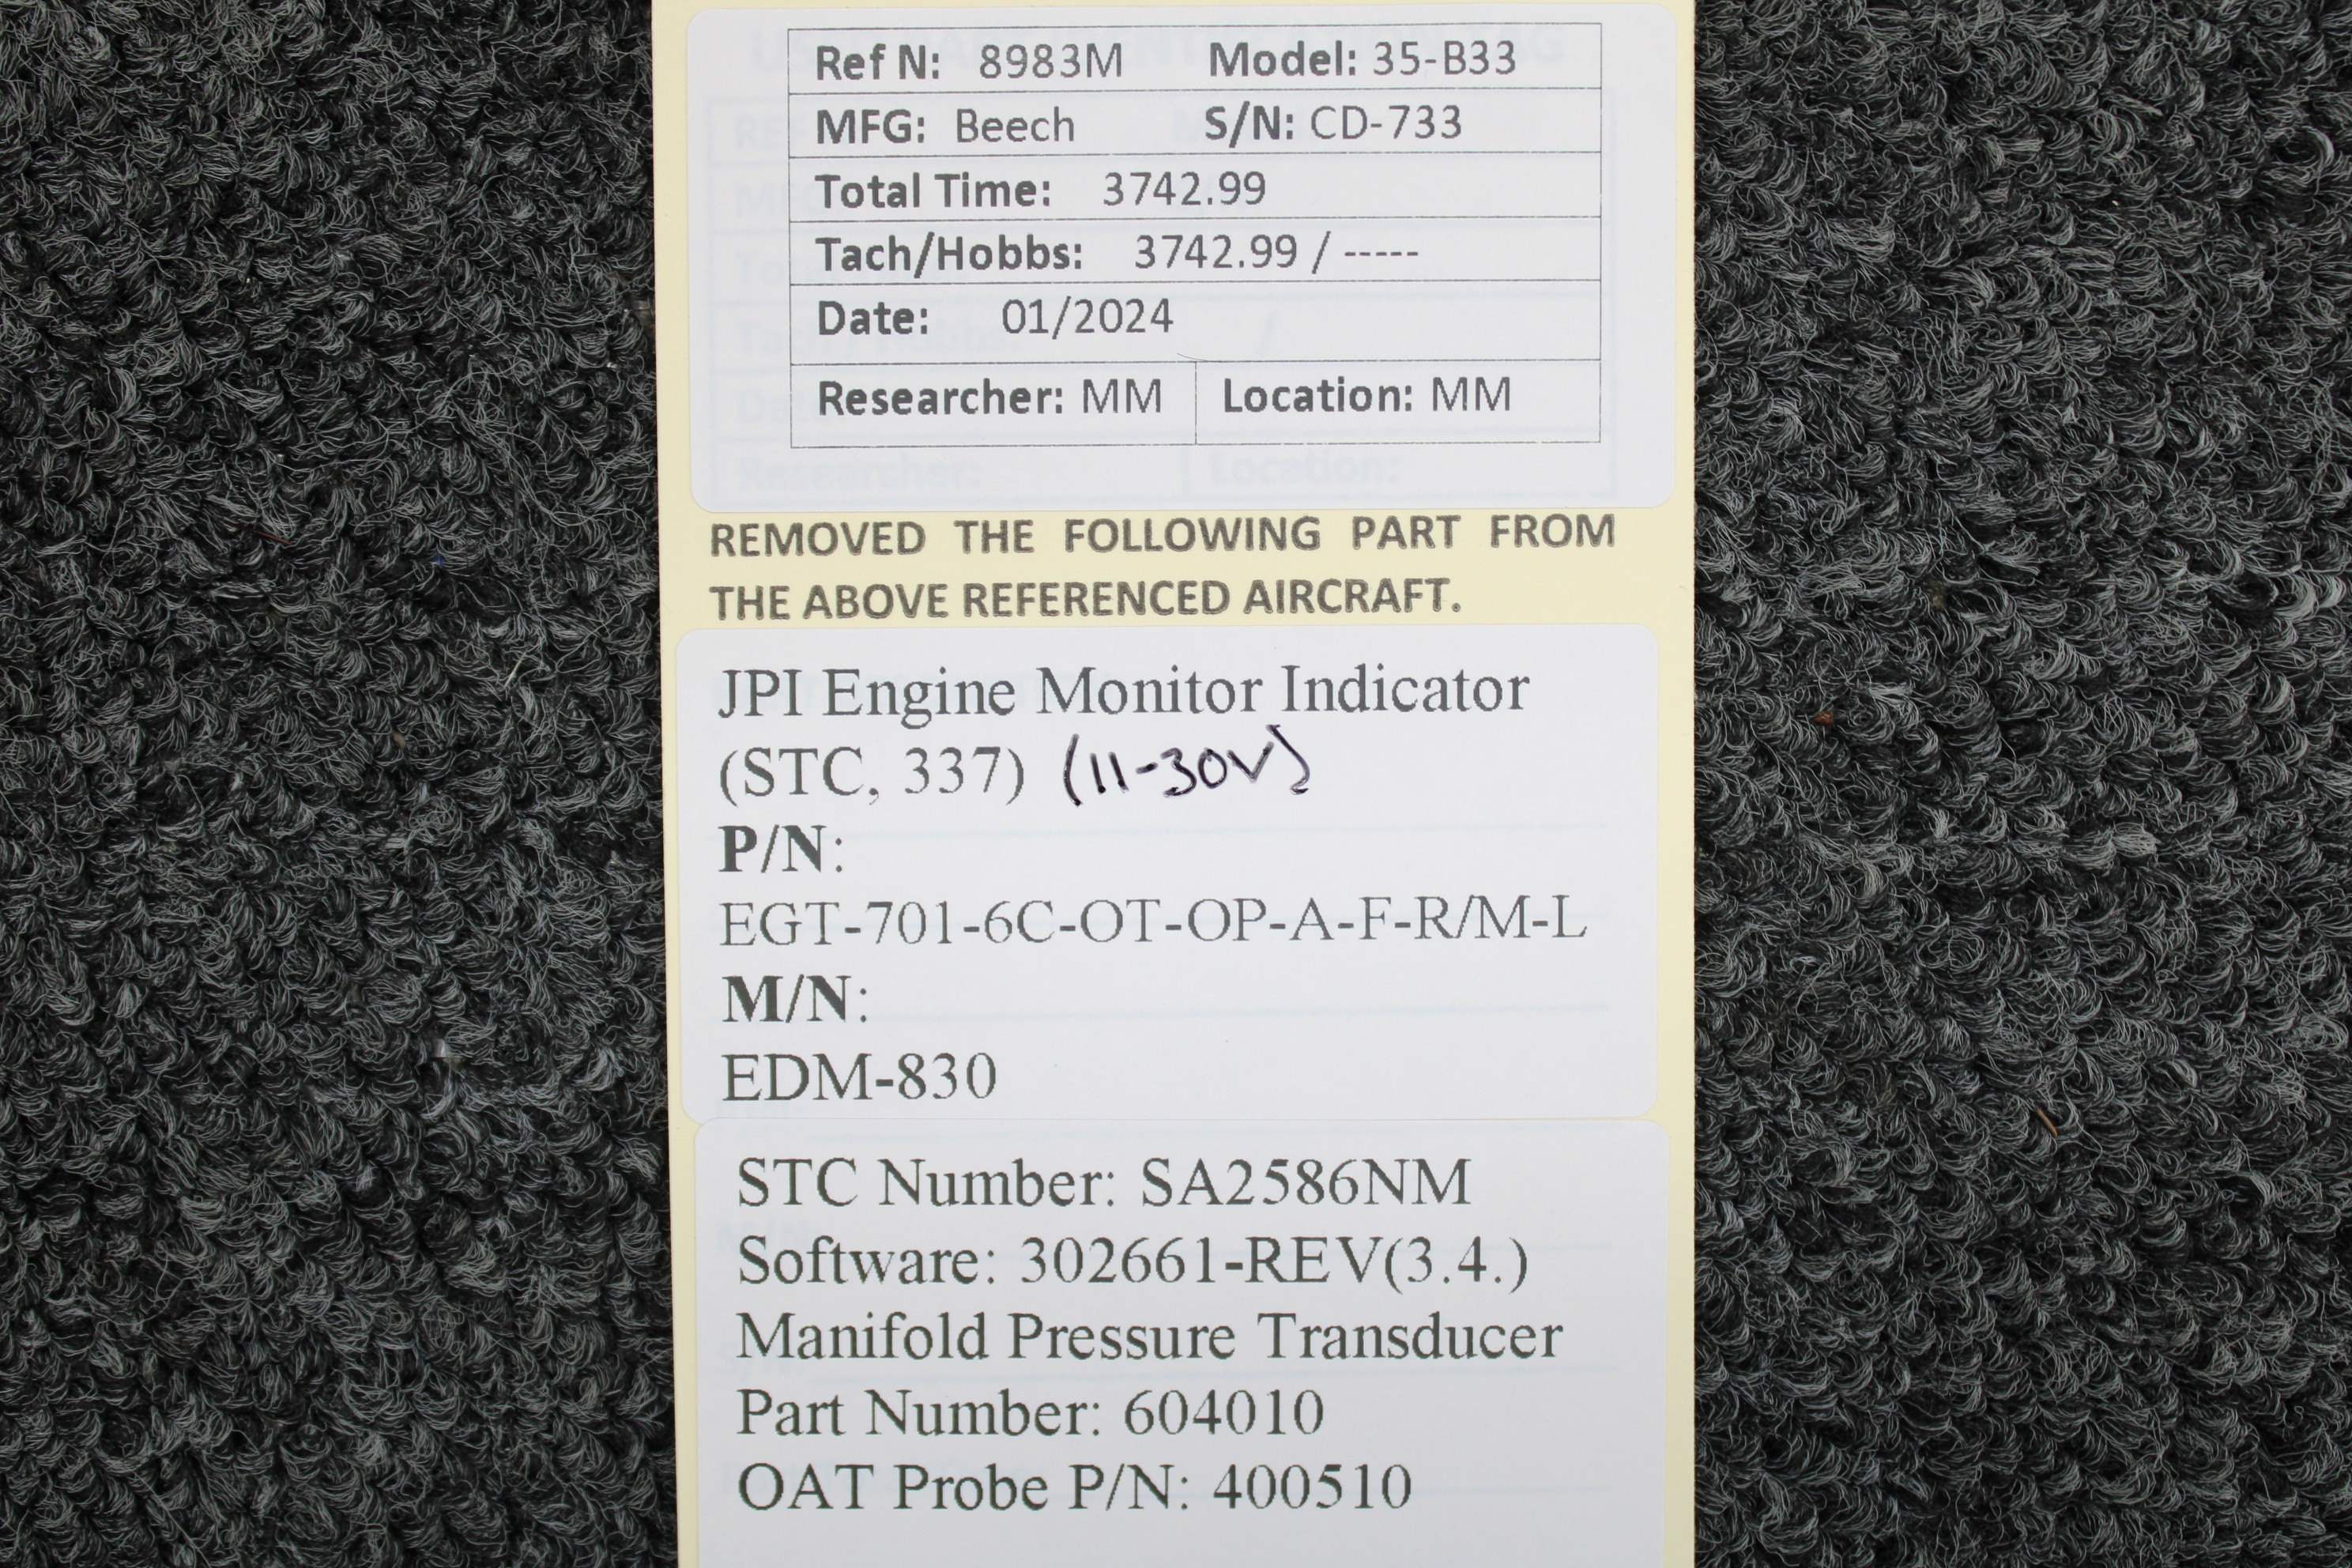 Ref N: 8983M Model: 35-B33
MFG: Beech S/N: CD-733
Total Time: 3742.99
Tach/Hobbs: 3742.99 / -----
Date: 01/2024
Researcher: MM Location: MM
REMOVED THE FOLLOWING PART FROM
THE ABOVE REFERENCED AIRCRAFT.
JPI Engine Monitor Indicator
(STC, 337) (11-30V)
P/N:
EGT-701-6C-OT-OP-A-F-R/M-L
M/N:
EDM-830
STC Number: SA2586NM
Software: 302661-REV(3.4.)
Manifold Pressure Transducer
Part Number: 604010
OAT Probe P/N: 400510